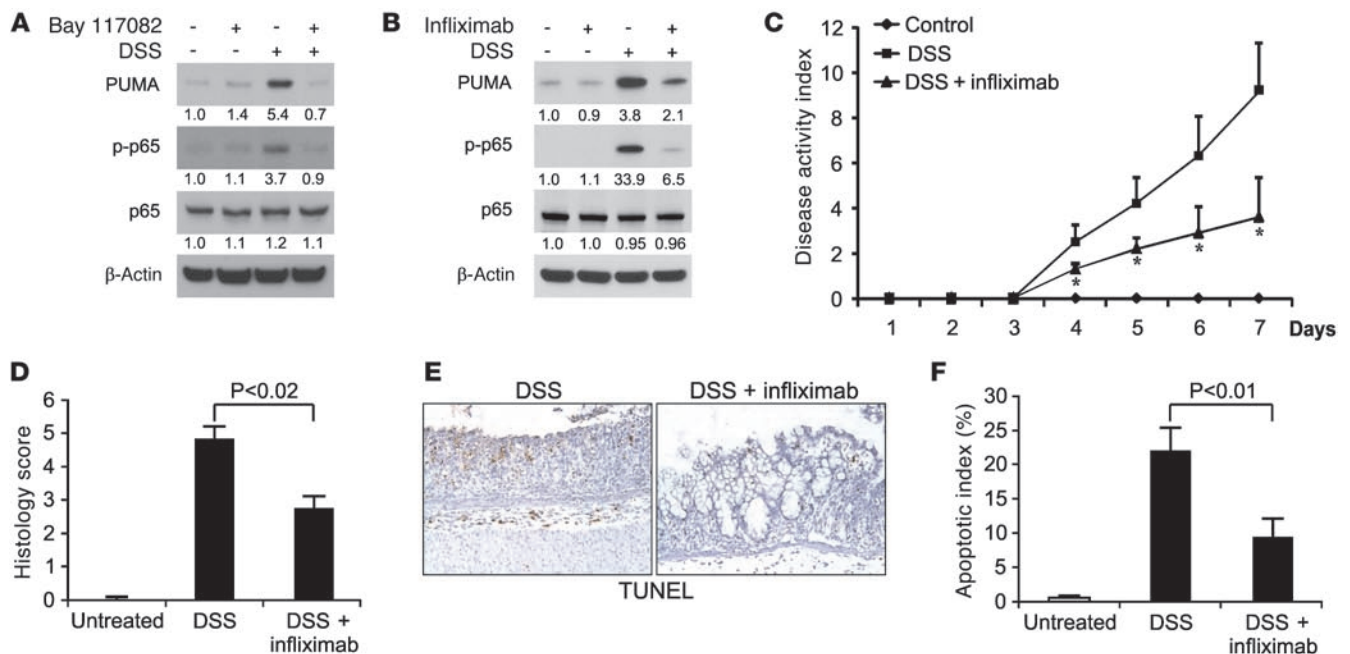 A
Bay 117082 - + - +
DSS - - + +
PUMA
1.0 1.4 5.4 0.7
p-p65
1.0 1.1 3.7 0.9
p65
1.0 1.1 1.2 1.1
β-Actin
B
Infliximab - + - +
DSS - - + +
PUMA
1.0 0.9 3.8 2.1
p-p65
1.0 1.1 33.9 6.5
p65
1.0 1.0 0.95 0.96
β-Actin
C
Control
DSS
DSS + infliximab
Disease activity index
12
10
8
6
4
2
0
* * * *
1 2 3 4 5 6 7 Days
D
P<0.02
Histology score
6
5
4
3
2
1
0
Untreated DSS DSS +
infliximab
E
DSS DSS + infliximab
TUNEL
F
P<0.01
Apoptotic index (%)
30
25
20
15
10
5
0
Untreated DSS DSS +
infliximab